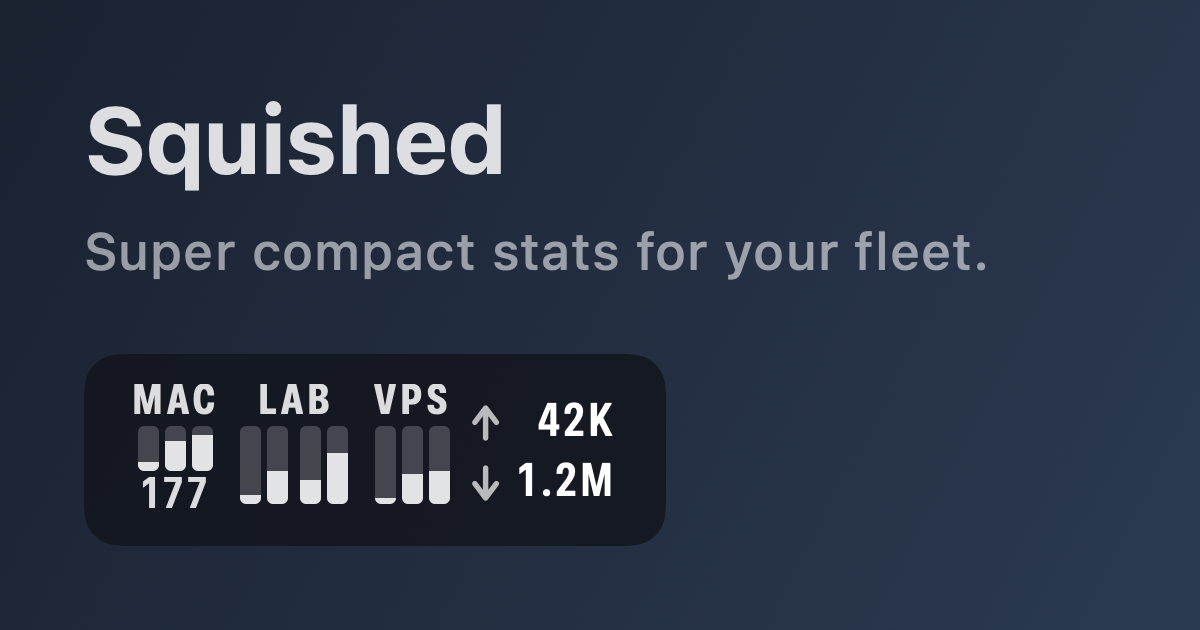 Squished
Super compact stats for your fleet.
MAC LAB VPS
↑ 42K
↓ 1.2M
177